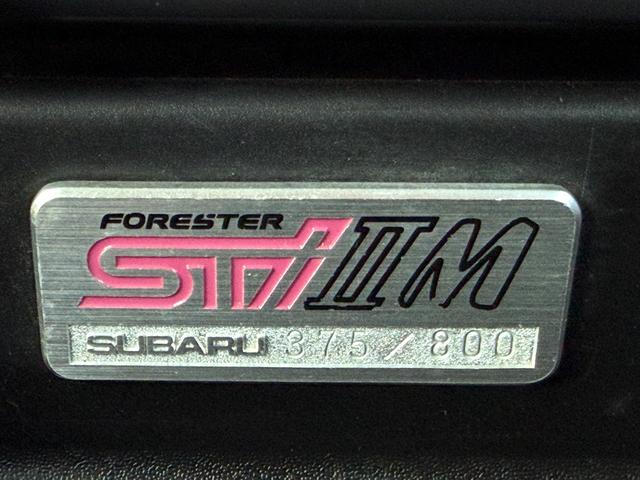 FORESTER
STi II M
SUBARU 375/800